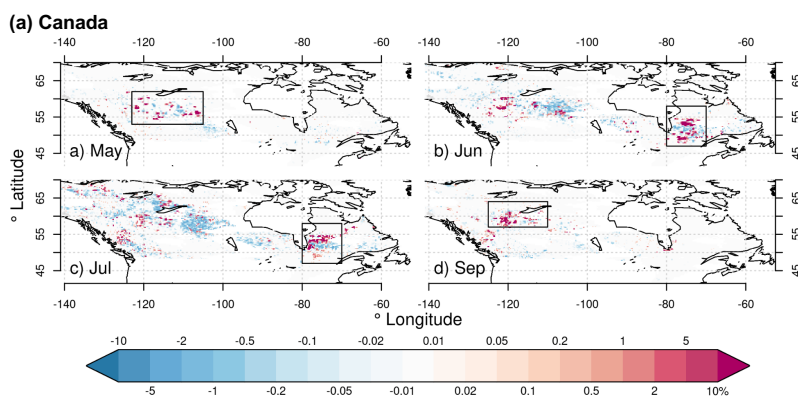 (a) Canada
-140 -120 -100 -80 -60 -140 -120 -100 -80 -60
65 55 45 a) May b) Jun 65 55 45
° Latitude
65 55 45 c) Jul d) Sep 65 55 45
-140 -120 -100 -80 -60 -140 -120 -100 -80 -60
° Longitude
-10 -2 -0.5 -0.1 -0.02 0.01 0.05 0.2 1 5
-5 -1 -0.2 -0.05 -0.01 0.02 0.1 0.5 2 10%